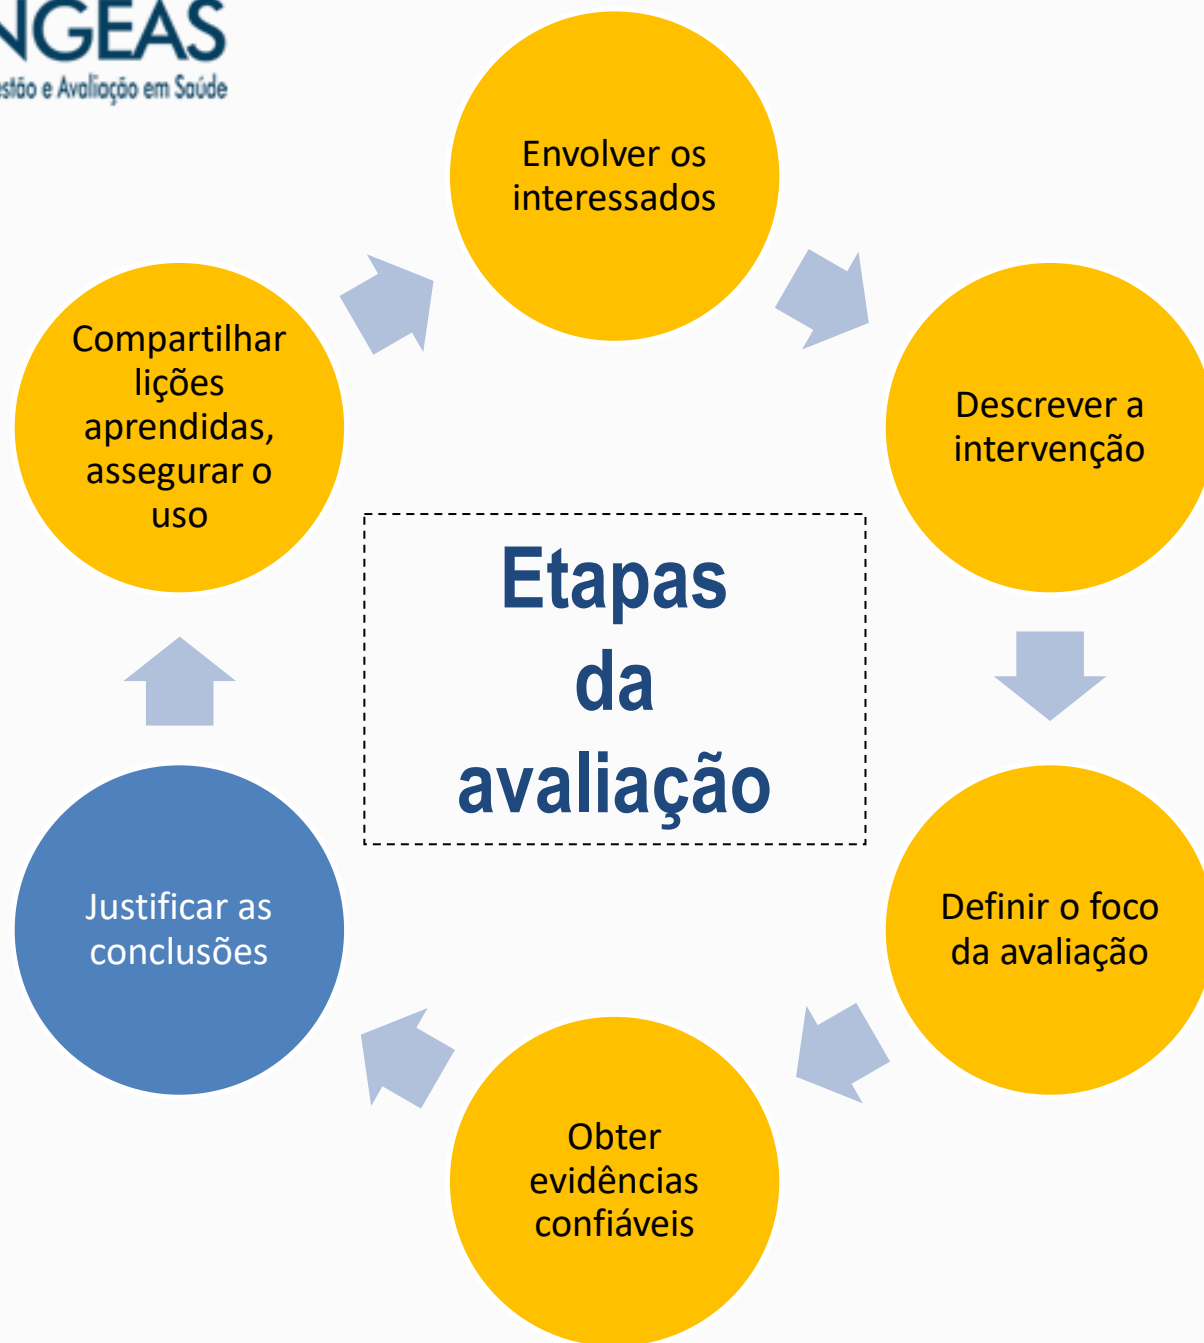 NGEAS
estão e Avaliação em Saúde
Envolver os
interessados
Descrever a
intervenção
Definir o foco
da avaliação
Obter
evidências
confiáveis
Justificar as
conclusões
Compartilhar
lições
aprendidas,
assegurar o
uso
Etapas
da
avaliação